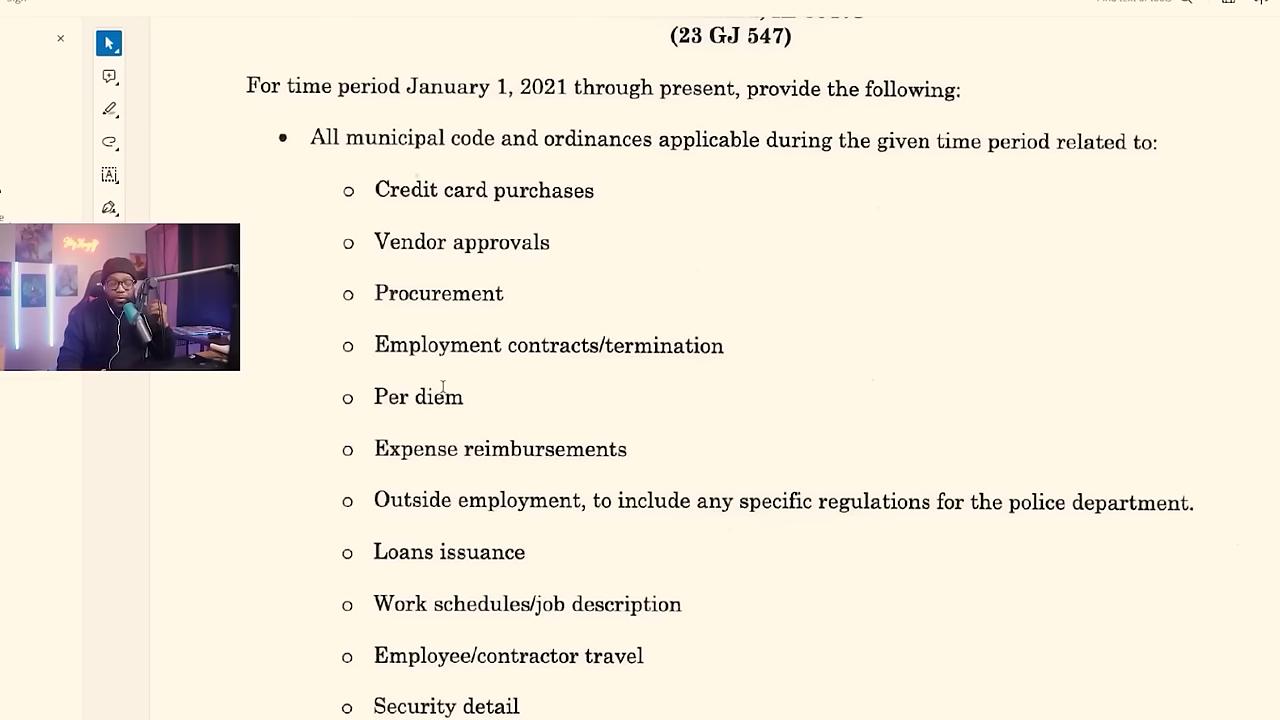 (23 GJ 547)
For time period January 1, 2021 through present, provide the following:
• All municipal code and ordinances applicable during the given time period related to:
o Credit card purchases
o Vendor approvals
o Procurement
o Employment contracts/termination
o Per diem
o Expense reimbursements
o Outside employment, to include any specific regulations for the police department.
o Loans issuance
o Work schedules/job description
o Employee/contractor travel
o Security detail